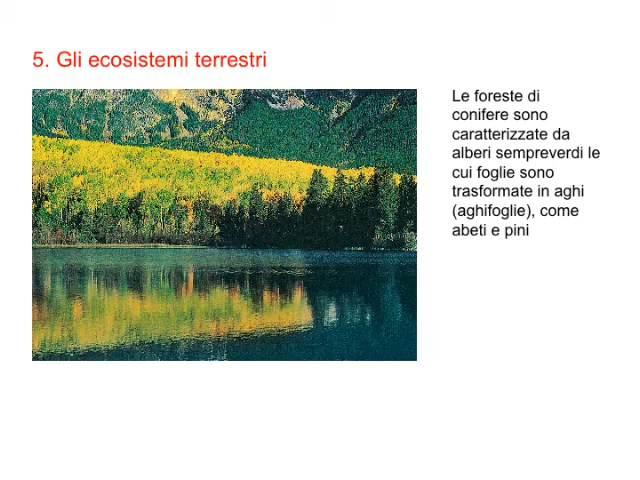 5. Gli ecosistemi terrestri
Le foreste di
conifere sono
caratterizzate da
alberi sempreverdi le
cui foglie sono
trasformate in aghi
(aghifoglie), come
abeti e pini